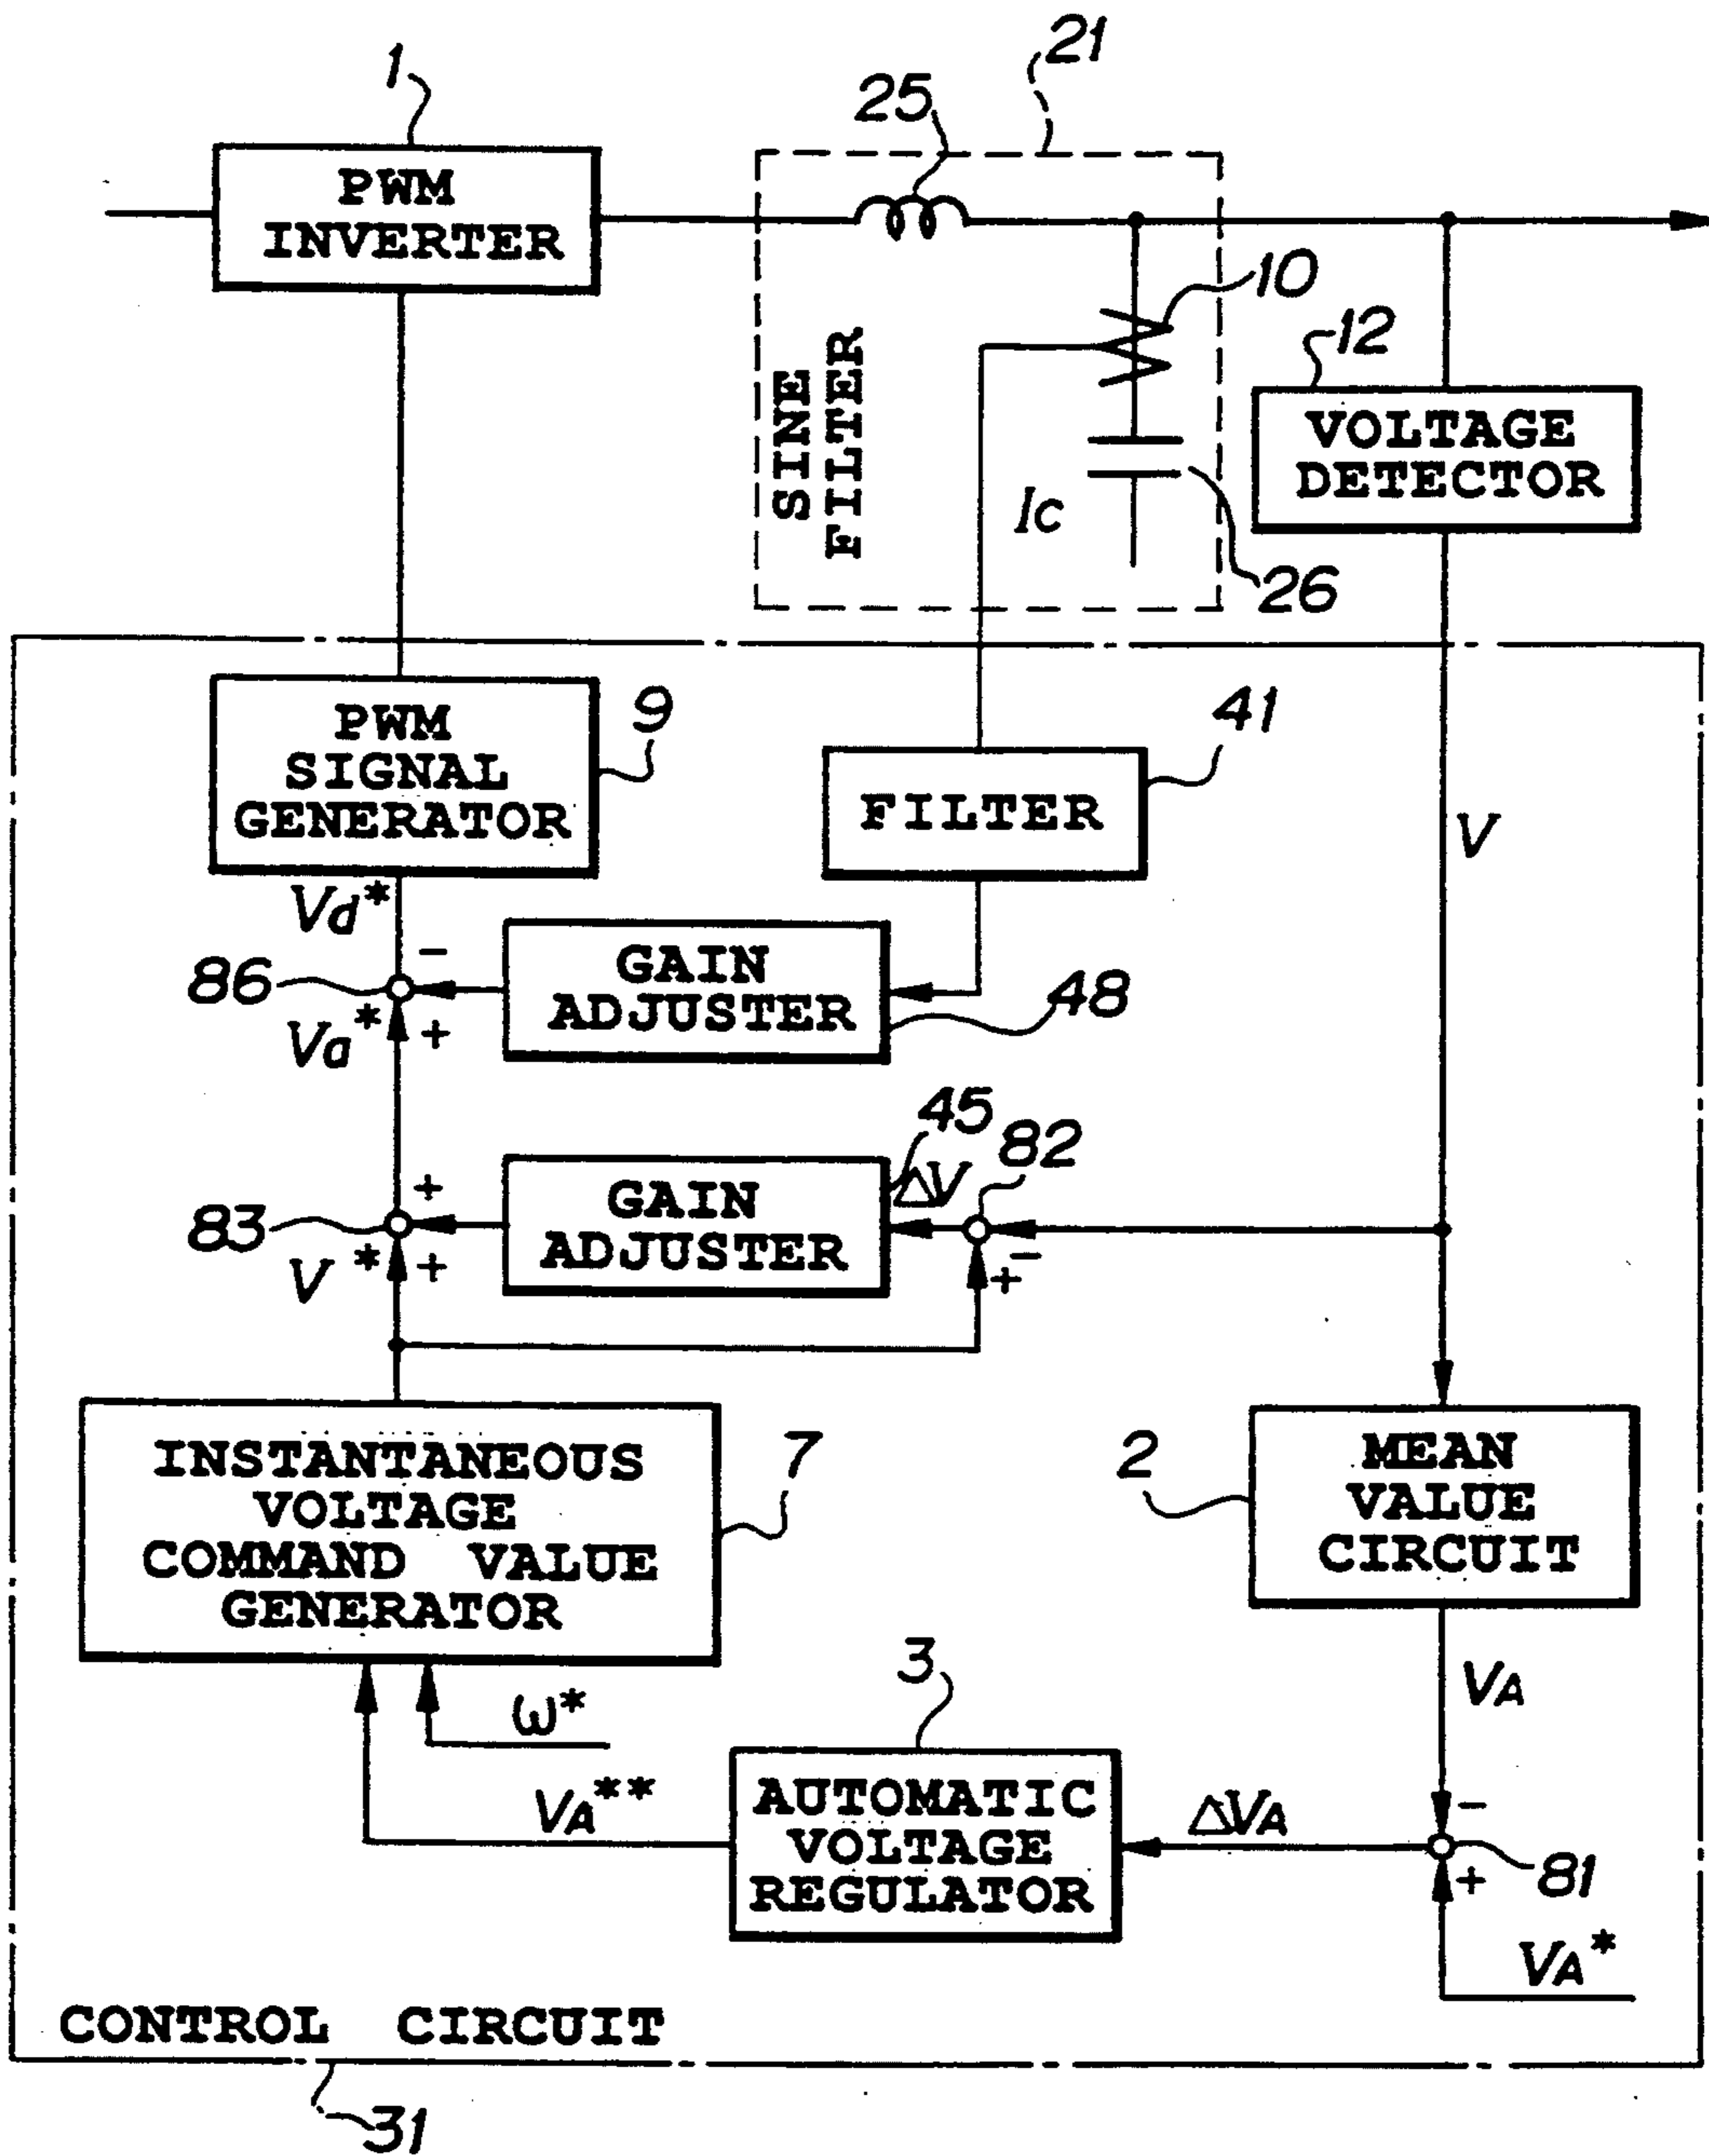 1
25
21
PWM
INVERTER
10
12
SINE
FILTER
VOLTAGE
DETECTOR
Ic
26
PWM
SIGNAL
GENERATOR
9
41
FILTER
V
Vd*
-
GAIN
ADJUSTER
86
48
Va*
+
45
ΔV
82
+
GAIN
ADJUSTER
83
V*
+
-
+
INSTANTANEOUS
VOLTAGE
COMMAND VALUE
GENERATOR
7
2
MEAN
VALUE
CIRCUIT
3
VA
ω*
VA**
AUTOMATIC
VOLTAGE
REGULATOR
ΔVA
-
+
81
VA*
CONTROL CIRCUIT
31